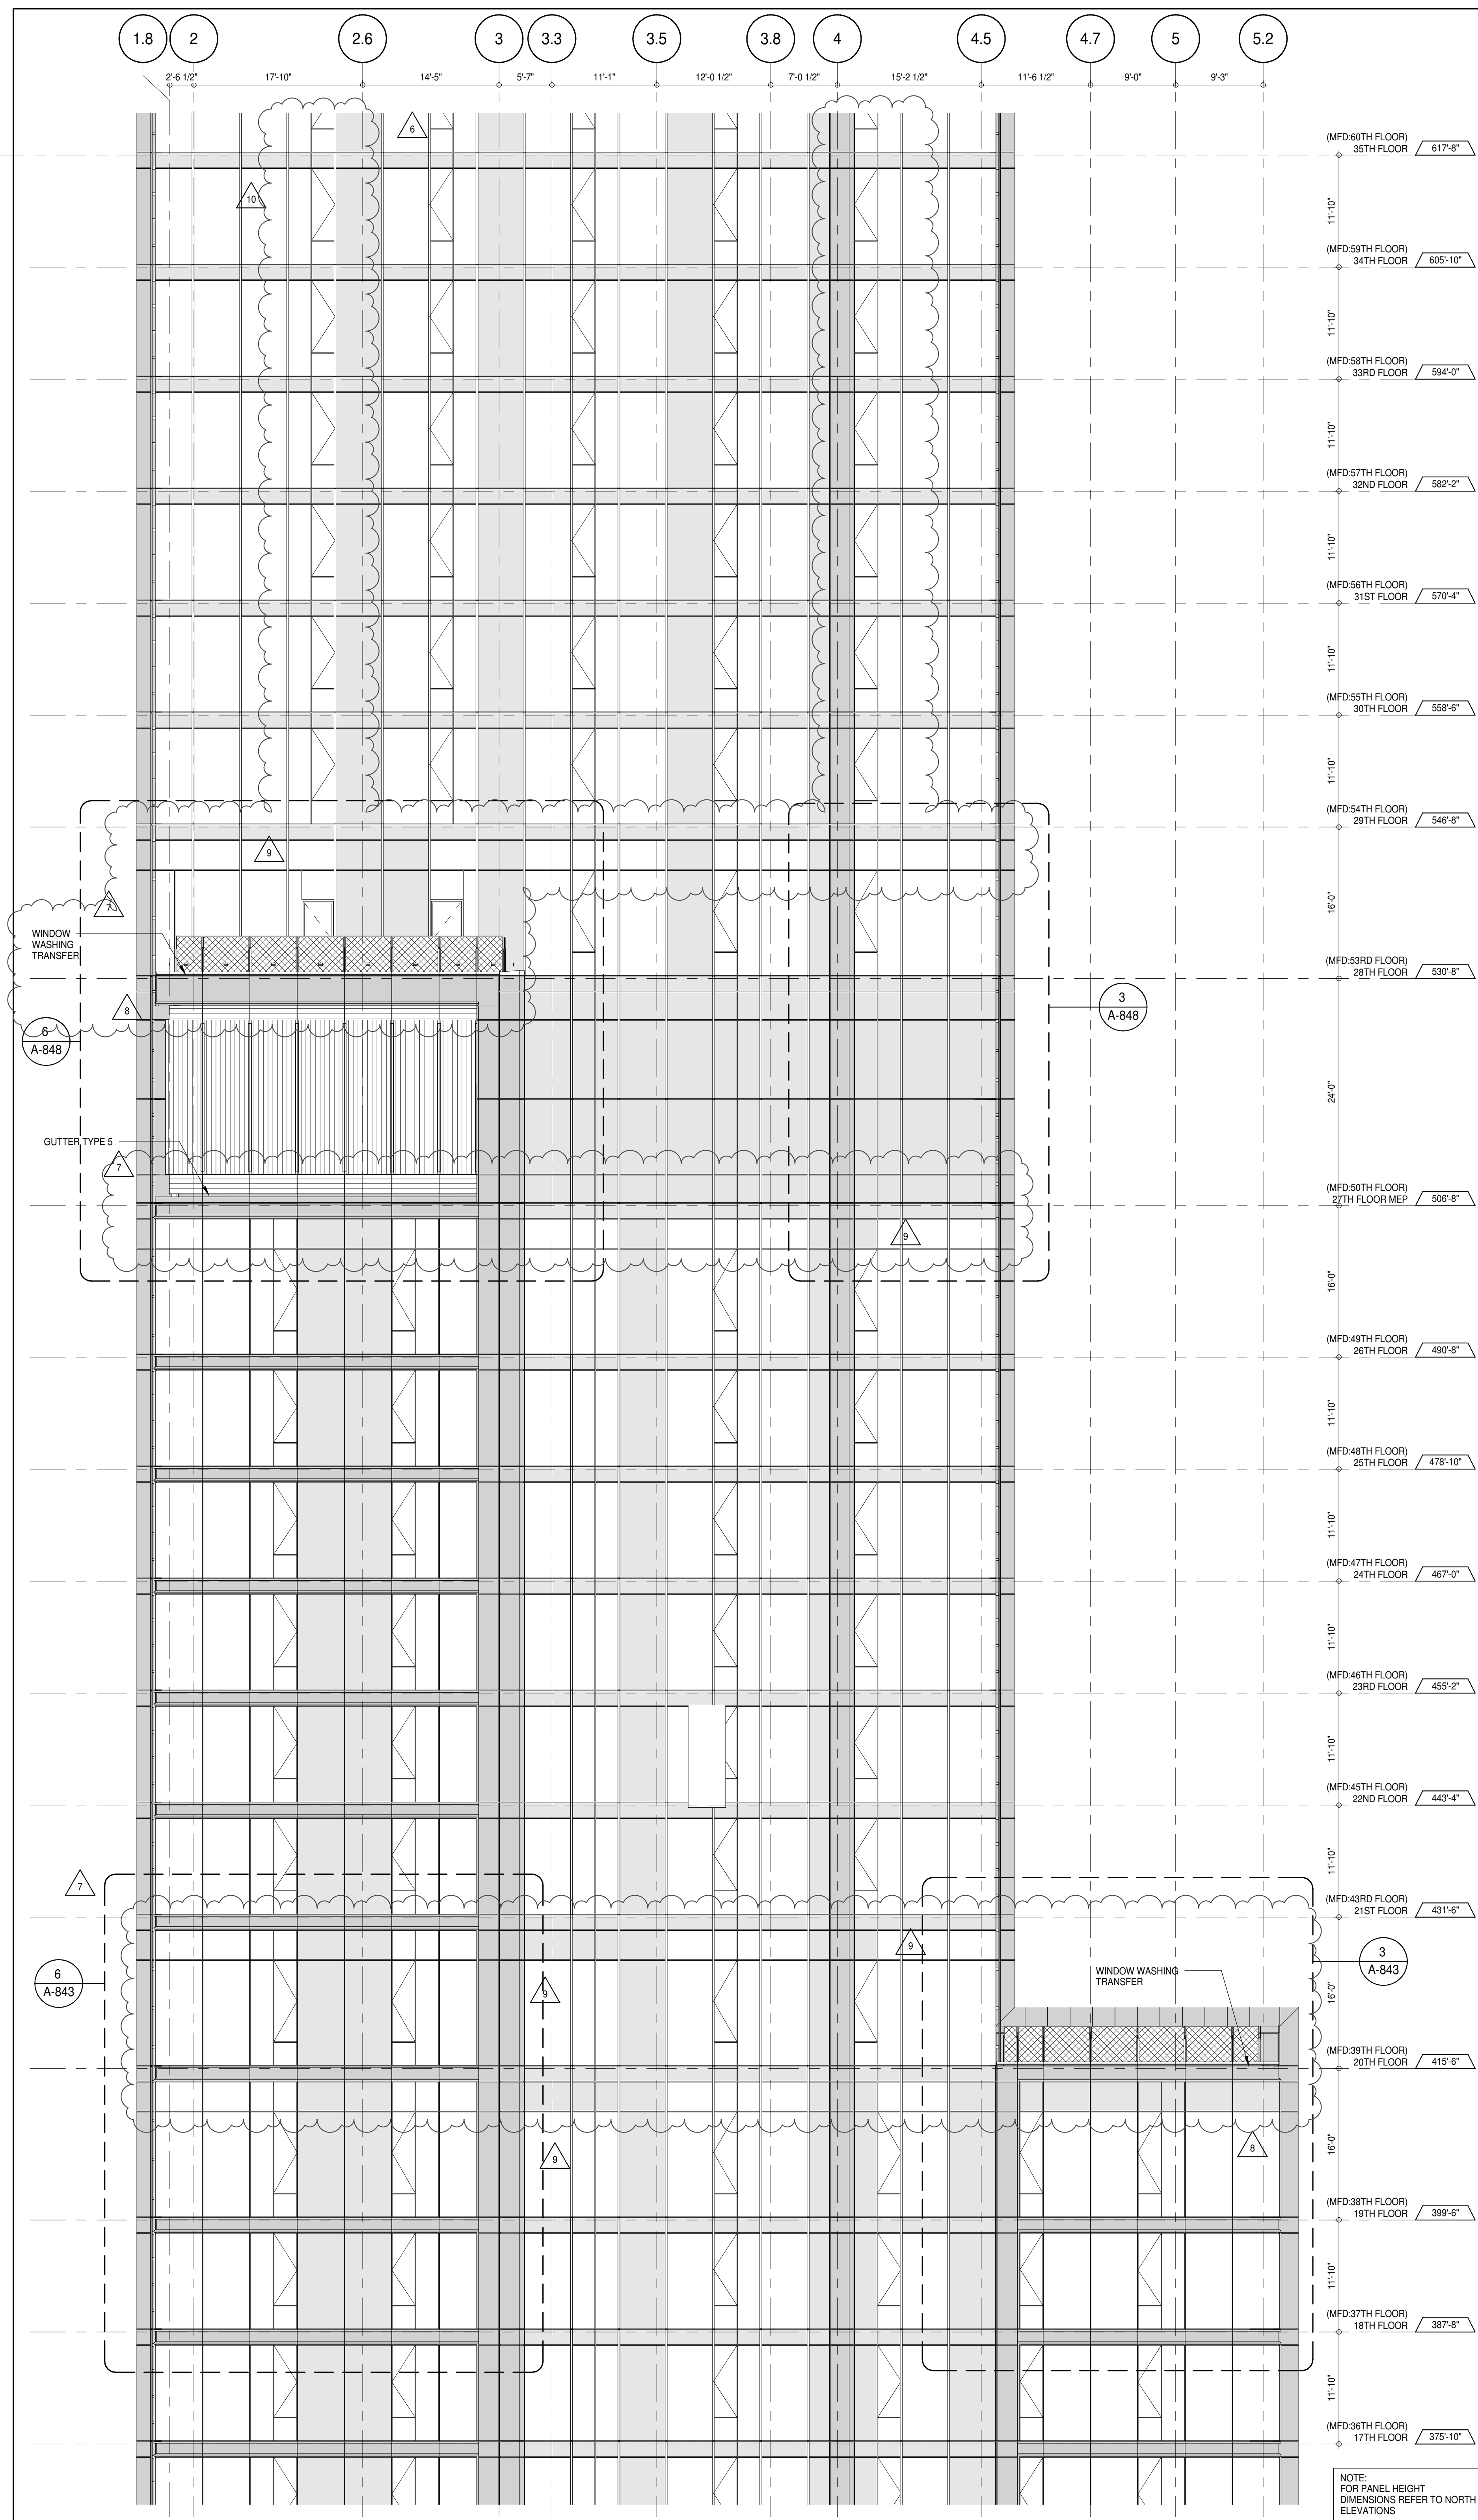 1.8 2 2.6 3 3.3 3.5 3.8 4 4.5 4.7 5 5.2
2'-6 1/2" 17'-10" 14'-5" 5'-7" 11'-1" 12'-0 1/2" 7'-0 1/2" 15'-2 1/2" 11'-6 1/2" 9'-0" 9'-3"
6
(MFD:60TH FLOOR)
35TH FLOOR 617'-8"
10
11'-10"
(MFD:59TH FLOOR)
34TH FLOOR 605'-10"
11'-10"
(MFD:58TH FLOOR)
33RD FLOOR 594'-0"
11'-10"
(MFD:57TH FLOOR)
32ND FLOOR 582'-2"
11'-10"
(MFD:56TH FLOOR)
31ST FLOOR 570'-4"
11'-10"
(MFD:55TH FLOOR)
30TH FLOOR 558'-6"
11'-10"
(MFD:54TH FLOOR)
29TH FLOOR 546'-8"
9
7
16'-0"
WINDOW
WASHING
TRANSFER
(MFD:53RD FLOOR)
28TH FLOOR 530'-8"
8
3
A-848
6
A-848
24'-0"
GUTTER TYPE 5
7
(MFD:50TH FLOOR)
27TH FLOOR MEP 506'-8"
9
16'-0"
(MFD:49TH FLOOR)
26TH FLOOR 490'-8"
11'-10"
(MFD:48TH FLOOR)
25TH FLOOR 478'-10"
11'-10"
(MFD:47TH FLOOR)
24TH FLOOR 467'-0"
11'-10"
(MFD:46TH FLOOR)
23RD FLOOR 455'-2"
11'-10"
(MFD:45TH FLOOR)
22ND FLOOR 443'-4"
11'-10"
7
(MFD:43RD FLOOR)
21ST FLOOR 431'-6"
9
3
A-843
6
A-843
WINDOW WASHING
TRANSFER
9
16'-0"
(MFD:39TH FLOOR)
20TH FLOOR 415'-6"
16'-0"
8
9
(MFD:38TH FLOOR)
19TH FLOOR 399'-6"
11'-10"
(MFD:37TH FLOOR)
18TH FLOOR 387'-8"
11'-10"
(MFD:36TH FLOOR)
17TH FLOOR 375'-10"
NOTE:
FOR PANEL HEIGHT
DIMENSIONS REFER TO NORTH
ELEVATIONS